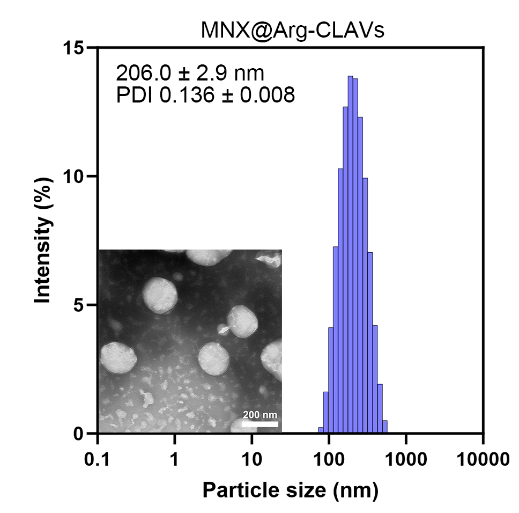 MNX@Arg-CLAVs
206.0 ± 2.9 nm
PDI 0.136 ± 0.008
15
10
5
0
Intensity (%)
200 nm
0.1 1 10 100 1000 10000
Particle size (nm)